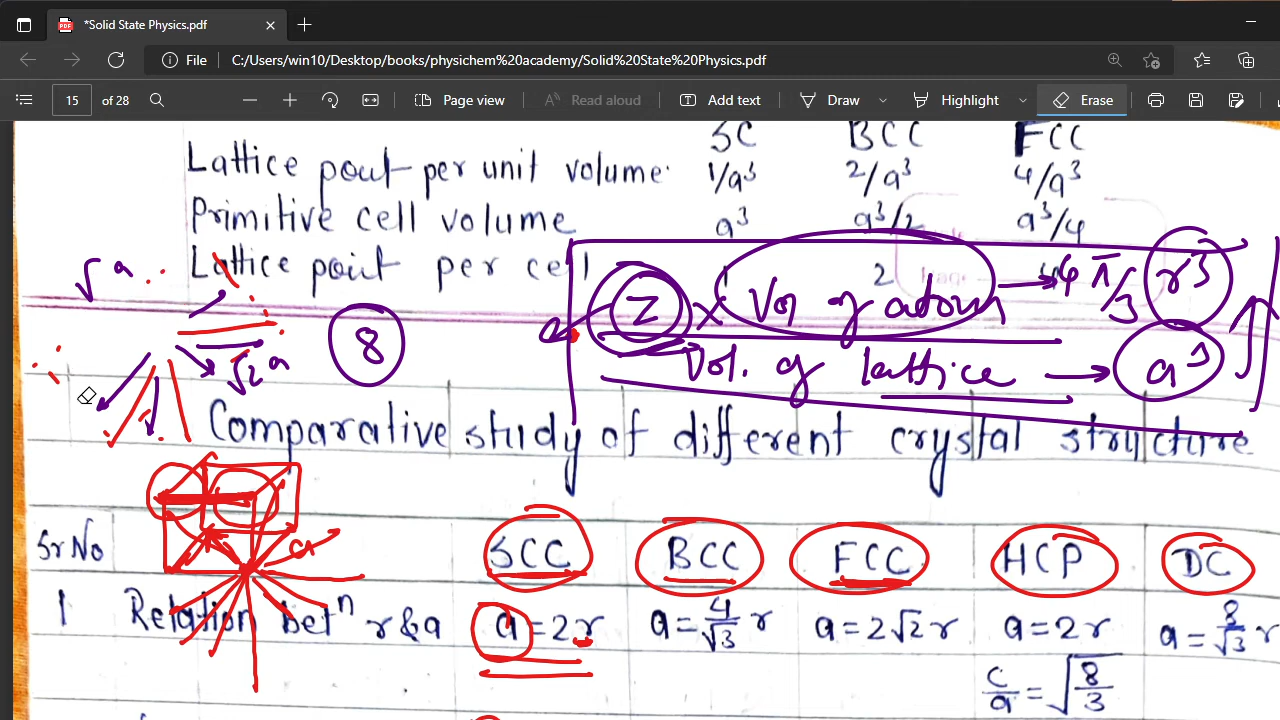 *Solid State Physics.pdf
File C:/Users/win10/Desktop/books/physichem%20academy/Solid%20State%20Physics.pdf
15 of 28 Page view Read aloud Add text Draw Highlight Erase
SC BCC FCC
Lattice point per unit volume. 1/a³ 2/a³ 4/a³
Primitive cell volume a³ a³/2 a³/4
Lattice point per cell 2
√ a
Z × Vol of atom → 4 π/3 r³
Vol. of lattice → a³
√2 a
8
Comparative study of different crystal structure
a
Sr No SCC BCC FCC HCP DC
1 Relation betⁿ r & a a = 2r a = 4/√3 r a = 2√2 r a = 2r a = 8/√3 r
c/a = √8/3